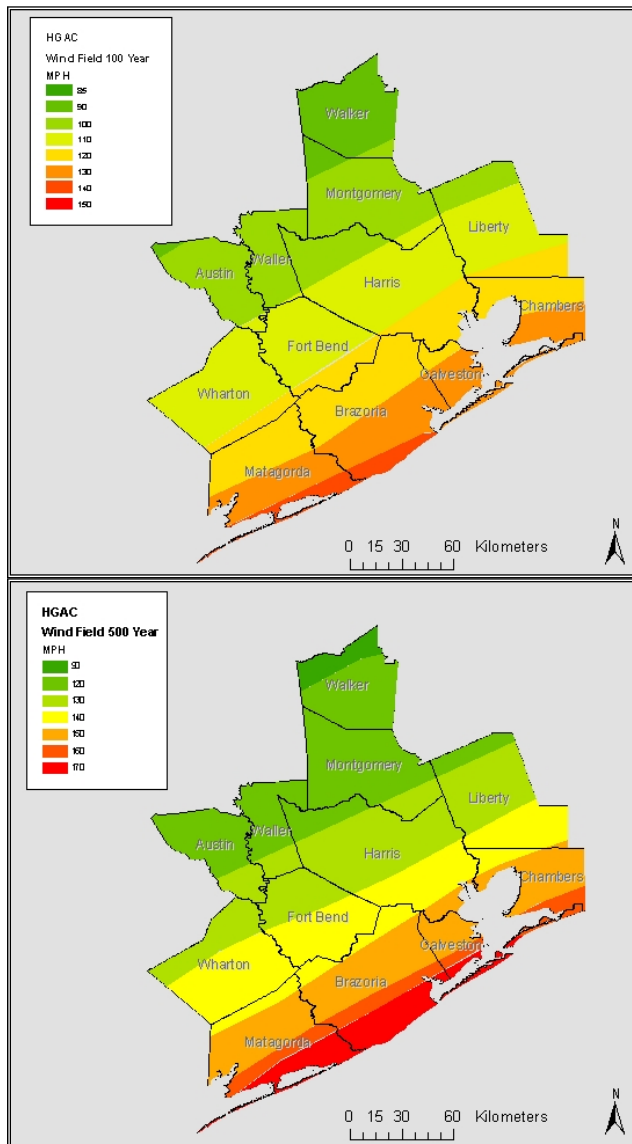 HGAC
Wind Field 100 Year
MPH
85
90
100
110
120
130
140
150
Walker
Montgomery
Liberty
Waller
Austin
Harris
Chambers
Fort Bend
Galveston
Wharton
Brazoria
Matagorda
N
0 15 30 60 Kilometers
HGAC
Wind Field 500 Year
MPH
120
130
140
150
160
170
Walker
Montgomery
Liberty
Waller
Austin
Harris
Chambers
Fort Bend
Galveston
Wharton
Brazoria
Matagorda
N
0 15 30 60 Kilometers